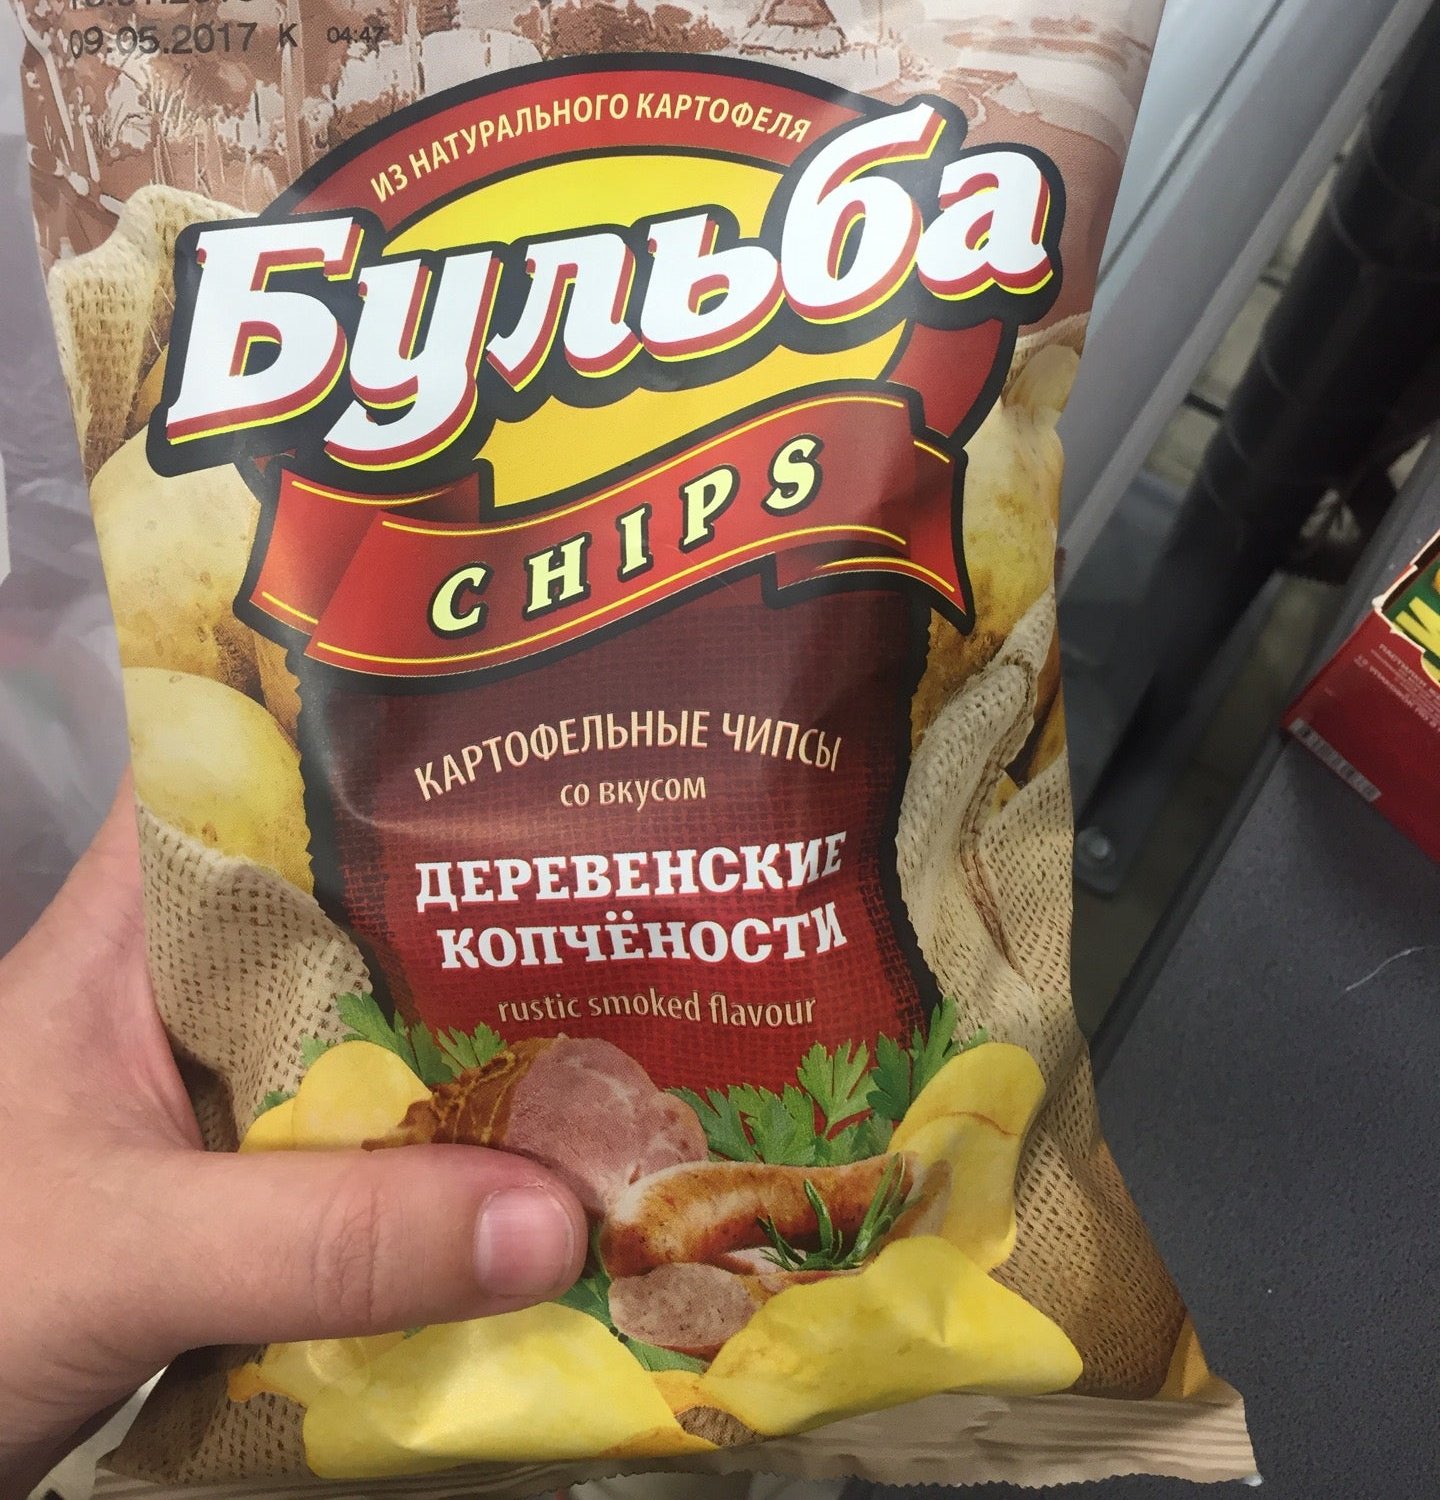 09.05.2017 К 04:47
ИЗ НАТУРАЛЬНОГО КАРТОФЕЛЯ
Бульба
CHIPS
КАРТОФЕЛЬНЫЕ ЧИПСЫ
СО ВКУСОМ
ДЕРЕВЕНСКИЕ
КОПЧЁНОСТИ
rustic smoked flavour